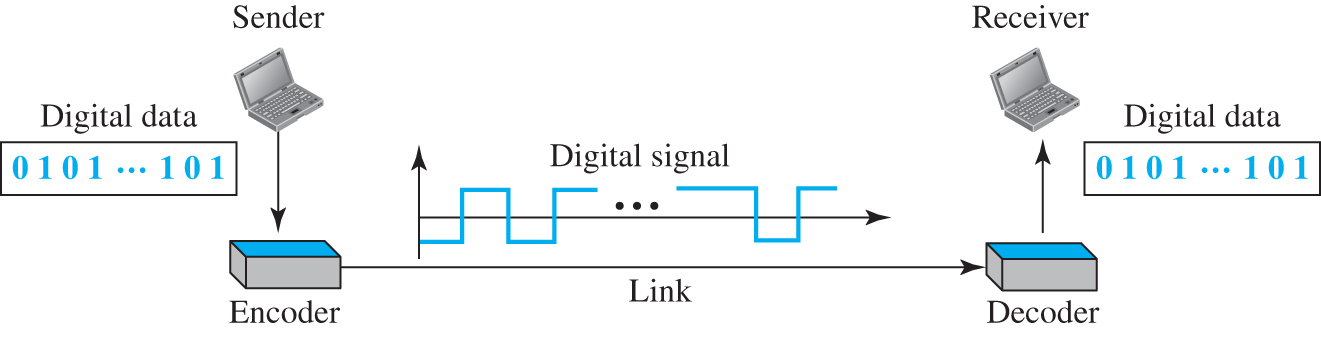 Sender
Receiver
Digital data
Digital data
0 1 0 1 ··· 1 0 1
0 1 0 1 ··· 1 0 1
Digital signal
•••
Link
Encoder
Decoder